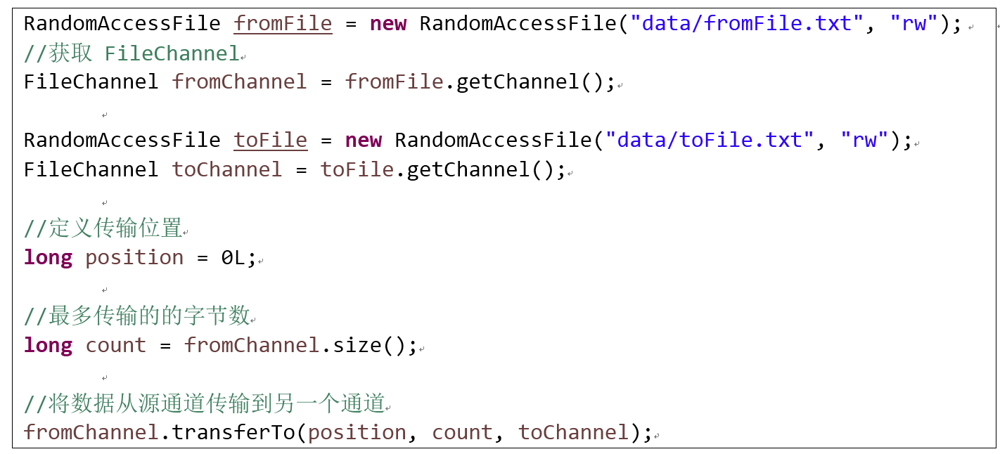 RandomAccessFile fromFile = new RandomAccessFile("data/fromFile.txt", "rw");
//获取 FileChannel
FileChannel fromChannel = fromFile.getChannel();
RandomAccessFile toFile = new RandomAccessFile("data/toFile.txt", "rw");
FileChannel toChannel = toFile.getChannel();
//定义传输位置
long position = 0L;
//最多传输的的字节数
long count = fromChannel.size();
//将数据从源通道传输到另一个通道
fromChannel.transferTo(position, count, toChannel);